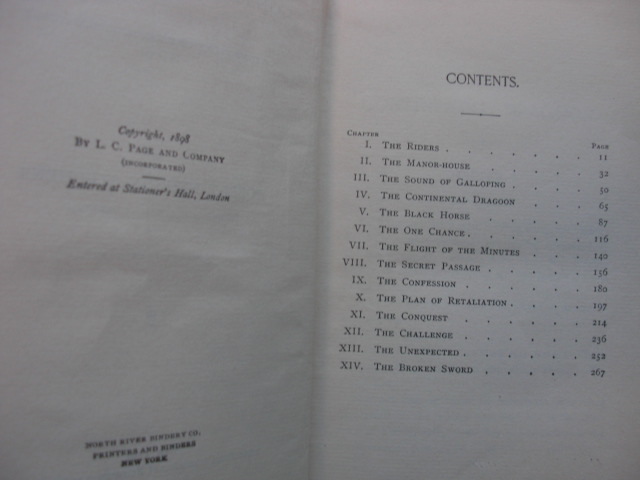 Copyright, 1898
BY L. C. PAGE AND COMPANY
(INCORPORATED)
Entered at Stationer's Hall, London
NORTH RIVER BINDERY CO.
PRINTERS AND BINDERS
NEW YORK
CONTENTS.
CHAPTER PAGE
I. THE RIDERS . . . . . . . 11
II. THE MANOR-HOUSE . . . . . 32
III. THE SOUND OF GALLOPING . . . . 50
IV. THE CONTINENTAL DRAGOON . . . . 65
V. THE BLACK HORSE . . . . . 87
VI. THE ONE CHANCE . . . . . . 116
VII. THE FLIGHT OF THE MINUTES . . . . 140
VIII. THE SECRET PASSAGE . . . . . 156
IX. THE CONFESSION . . . . . . 180
X. THE PLAN OF RETALIATION . . . . 197
XI. THE CONQUEST . . . . . . 214
XII. THE CHALLENGE . . . . . . 236
XIII. THE UNEXPECTED . . . . . . 252
XIV. THE BROKEN SWORD . . . . . 267